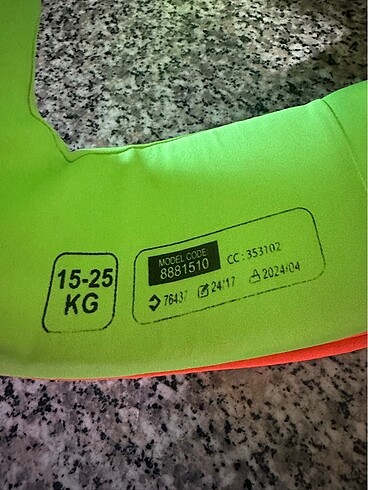 15-25
KG
MODEL CODE:
8881510
CC : 353102
76437
24/17
2024/04